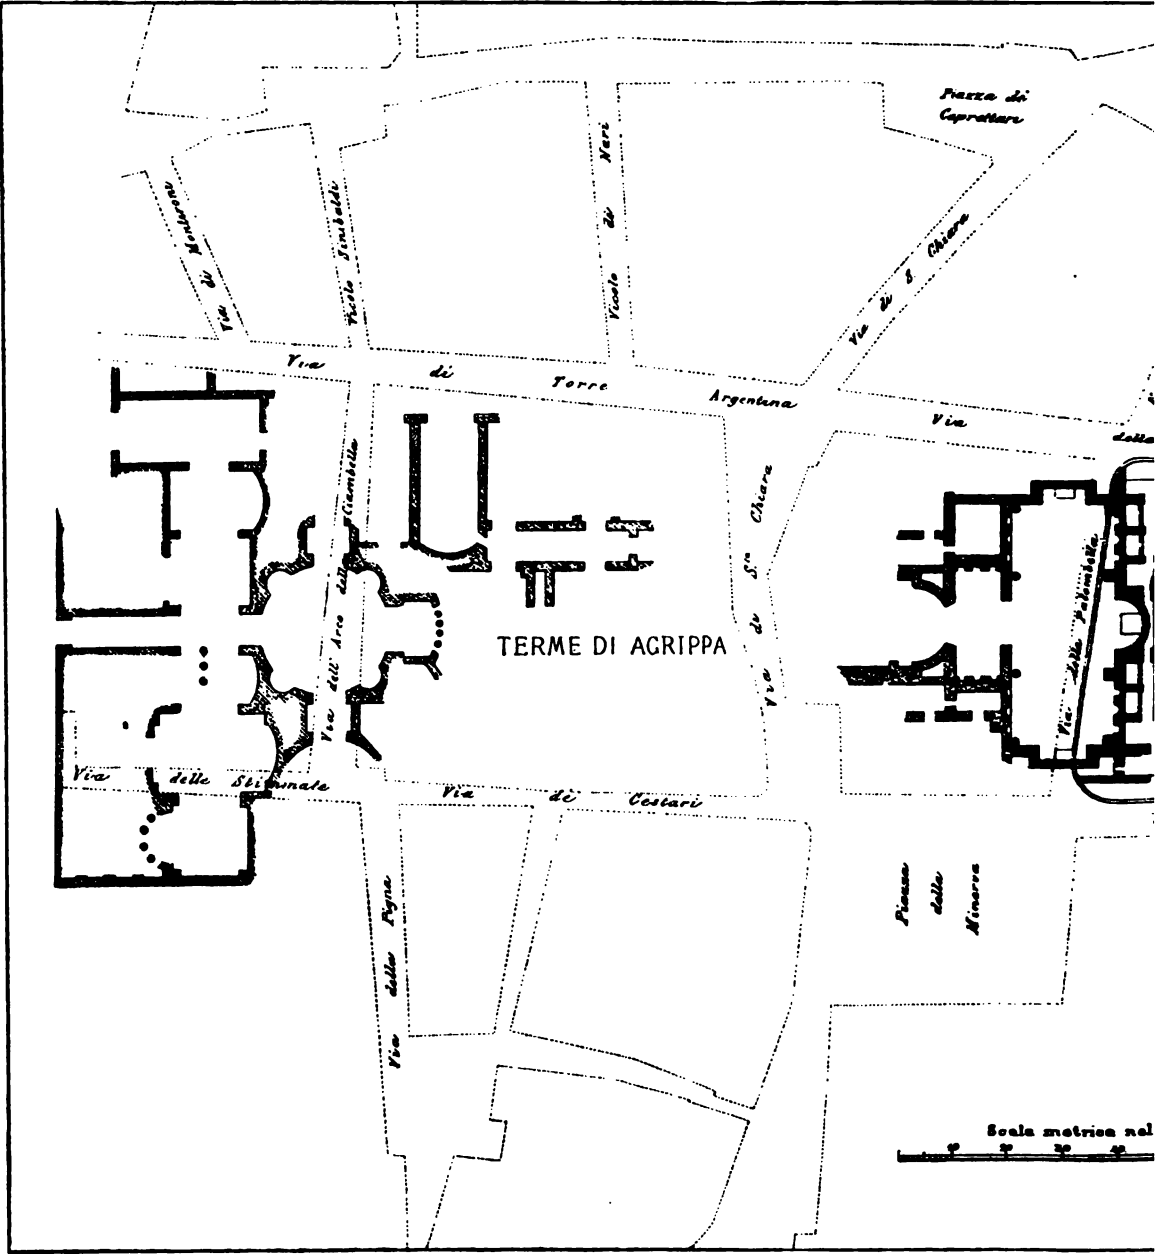 Piazza di
Caprettari
Via di Monterone
Vicolo Sinibaldi
Vicolo di Nari
Via di S. Chiara
Via di Torre Argentina
Via della
Via dell' Arco della Ciambella
Via di S.ta Chiara
Via della Palombella
TERME DI AGRIPPA
Via delle Stimmate
Via di Cestari
Via della Pigna
Piazza
della
Minerva
Scala metrica nel
10 20 30 40